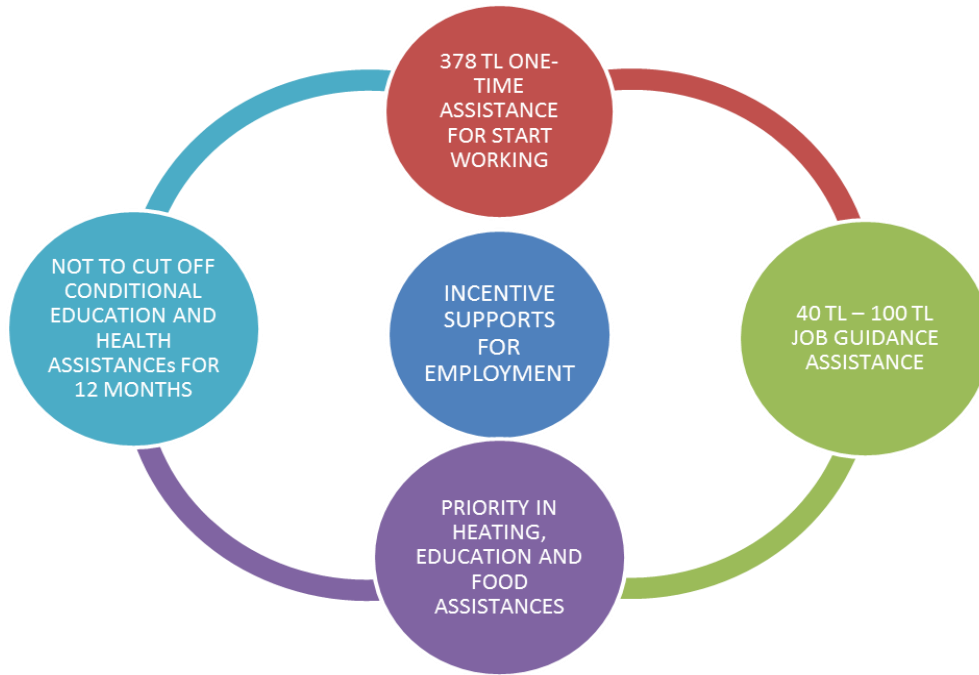 378 TL ONE-
TIME
ASSISTANCE
FOR START
WORKING
NOT TO CUT OFF
CONDITIONAL
EDUCATION AND
HEALTH
ASSISTANCEs FOR
12 MONTHS
INCENTIVE
SUPPORTS
FOR
EMPLOYMENT
40 TL – 100 TL
JOB GUIDANCE
ASSISTANCE
PRIORITY IN
HEATING,
EDUCATION AND
FOOD
ASSISTANCES